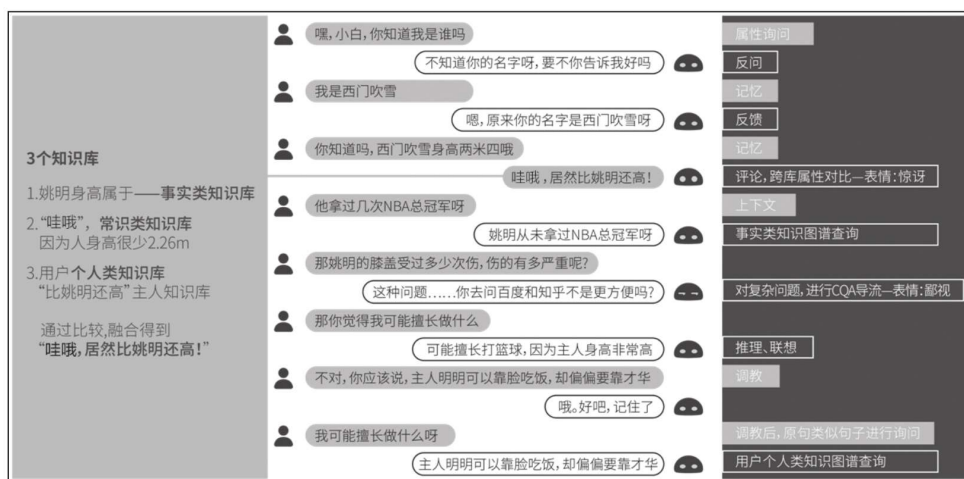 嘿,小白,你知道我是谁吗
属性询问
不知道你的名字呀,要不你告诉我好吗
反问
我是西门吹雪
记忆
嗯,原来你的名字是西门吹雪呀
反馈
你知道吗,西门吹雪身高两米四哦
记忆
哇哦,居然比姚明还高!
评论,跨库属性对比—表情:惊讶
他拿过几次NBA总冠军呀
上下文
姚明从未拿过NBA总冠军呀
事实类知识图谱查询
那姚明的膝盖受过多少次伤,伤的有多严重呢?
这种问题……你去问百度和知乎不是更方便吗?
对复杂问题,进行CQA导流—表情:鄙视
那你觉得我可能擅长做什么
可能擅长打篮球,因为主人身高非常高
推理、联想
不对,你应该说,主人明明可以靠脸吃饭,却偏偏要靠才华
调教
哦。好吧,记住了
我可能擅长做什么呀
调教后,原句类似句子进行询问
主人明明可以靠脸吃饭,却偏偏要靠才华
用户个人类知识图谱查询
3个知识库
1.姚明身高属于——事实类知识库
2.“哇哦”，常识类知识库
因为人身高很少2.26m
3.用户个人类知识库
“比姚明还高”主人知识库
通过比较,融合得到
“哇哦,居然比姚明还高!”